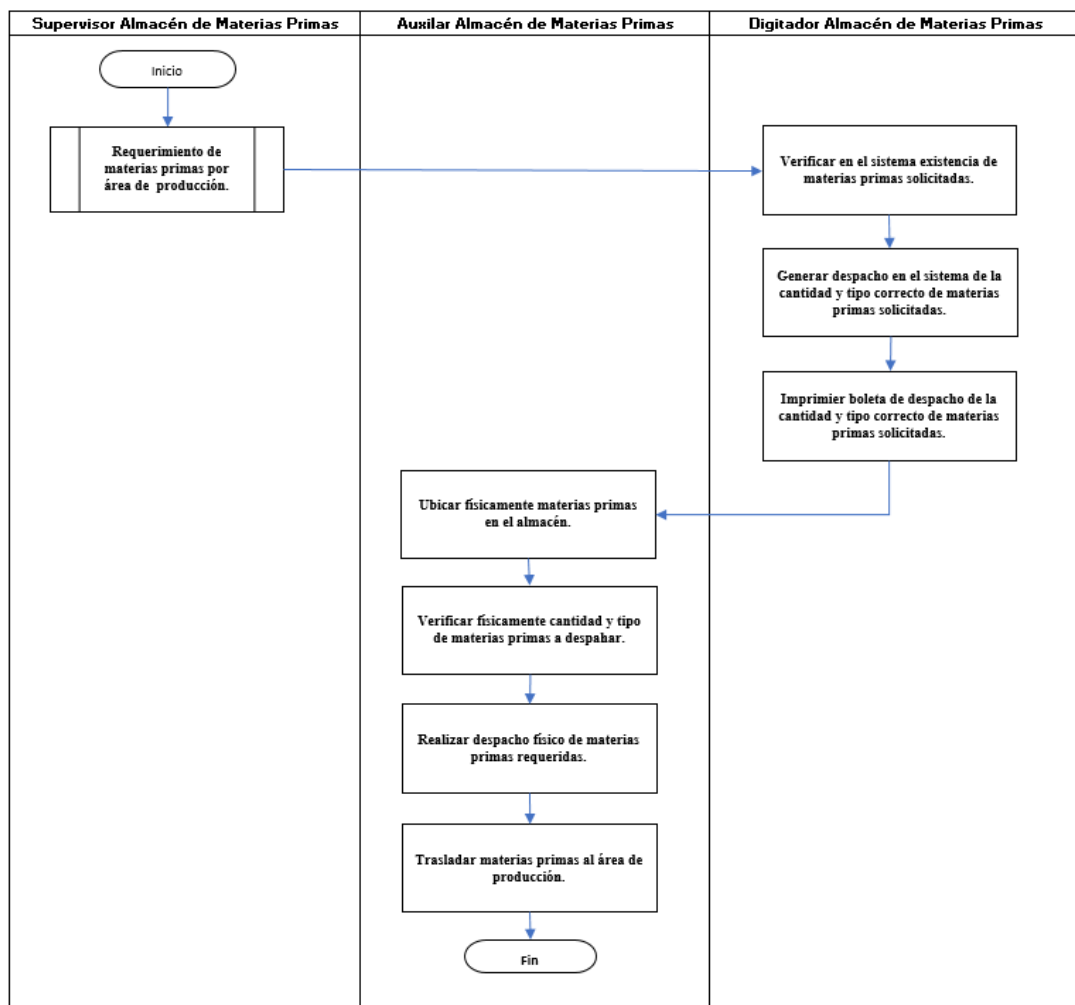 Supervisor Almacén de Materias Primas
Auxilar Almacén de Materias Primas
Digitador Almacén de Materias Primas
Inicio
Requerimiento de
materias primas por
área de producción.
Verificar en el sistema existencia de
materias primas solicitadas.
Generar despacho en el sistema de la
cantidad y tipo correcto de materias
primas solicitadas.
Imprimier boleta de despacho de la
cantidad y tipo correcto de materias
primas solicitadas.
Ubicar físicamente materias primas
en el almacén.
Verificar físicamente cantidad y tipo
de materias primas a despahar.
Realizar despacho físico de materias
primas requeridas.
Trasladar materias primas al área de
producción.
Fin